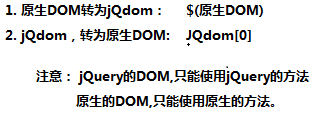 1. 原生DOM转为jQdom： $(原生DOM)
2. jQdom，转为原生DOM: JQdom[0]
注意： jQuery的DOM,只能使用jQuery的方法
原生的DOM,只能使用原生的方法。